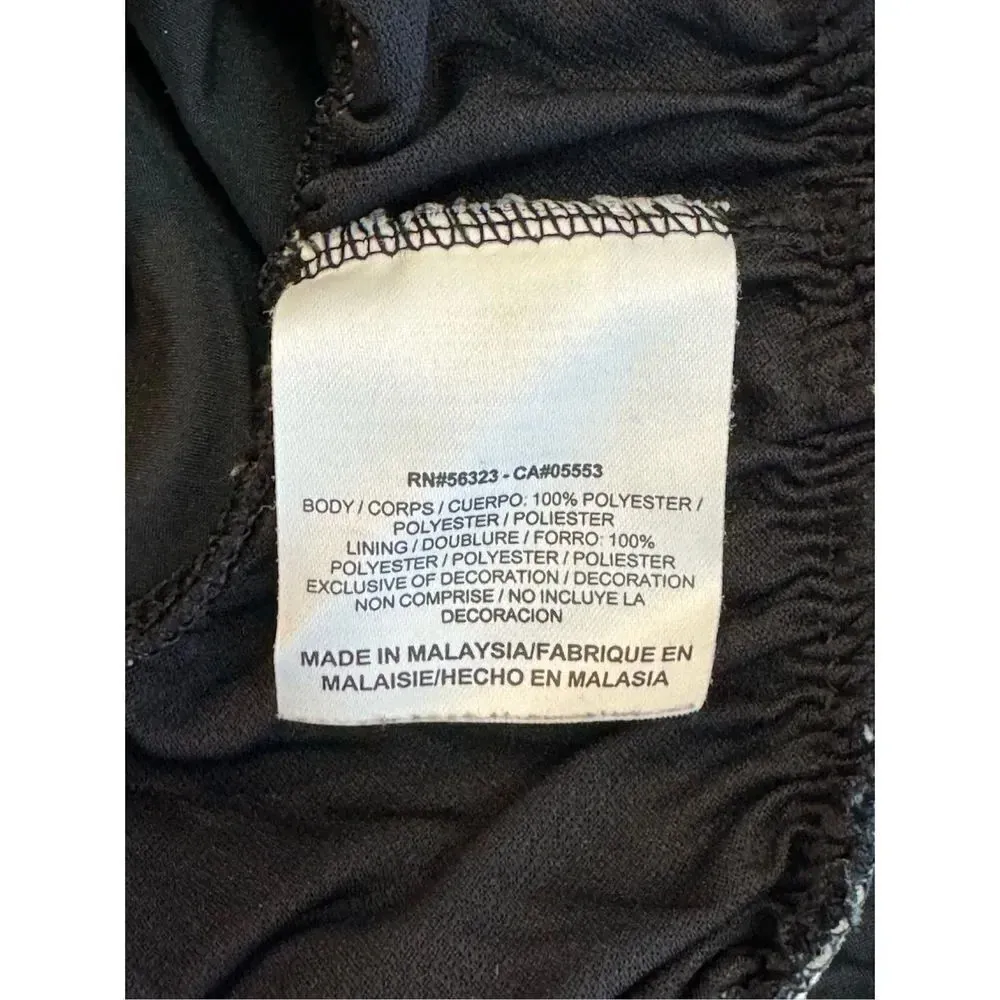 RN#56323 - CA#05553
BODY / CORPS / CUERPO: 100% POLYESTER /
POLYESTER / POLIESTER
LINING / DOUBLURE / FORRO: 100%
POLYESTER / POLYESTER / POLIESTER
EXCLUSIVE OF DECORATION / DECORATION
NON COMPRISE / NO INCLUYE LA
DECORACION
MADE IN MALAYSIA/FABRIQUE EN
MALAISIE/HECHO EN MALASIA